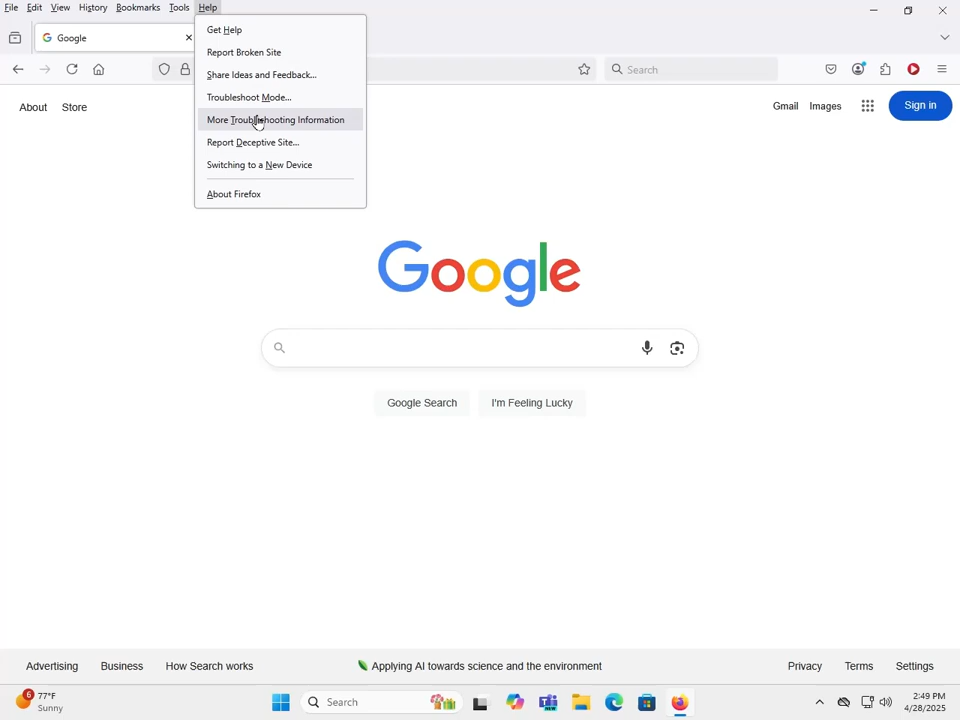 File Edit View History Bookmarks Tools Help
Google
Get Help
Report Broken Site
Share Ideas and Feedback...
Troubleshoot Mode...
More Troubleshooting Information
Report Deceptive Site...
Switching to a New Device
About Firefox
Search
About Store
Gmail Images Sign in
Google
Google Search I'm Feeling Lucky
Advertising Business How Search works Applying AI towards science and the environment Privacy Terms Settings
6 77°F
Sunny
Search
NEW
2:49 PM
4/28/2025